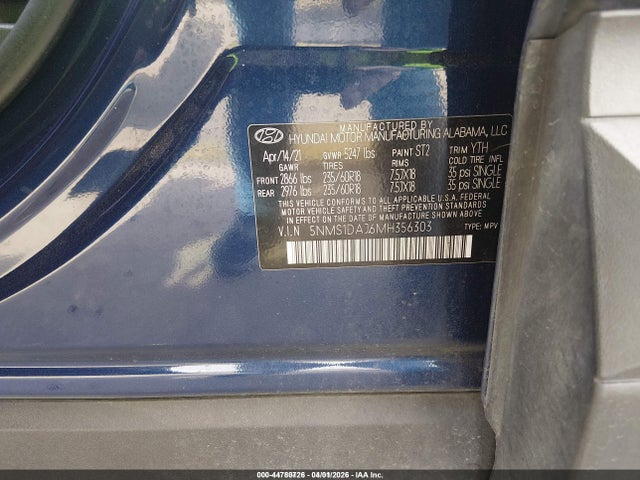 MANUFACTURED BY
HYUNDAI MOTOR MANUFACTURING ALABAMA, LLC
Apr/14/21 GVWR 5247 lbs PAINT ST2 TRIM YTH
GAWR TIRES RIMS COLD TIRE INFL
FRONT 2866 lbs 235/60R18 7.5JX18 35 psi SINGLE
REAR 2976 lbs 235/60R18 7.5JX18 35 psi SINGLE
THIS VEHICLE CONFORMS TO ALL APPLICABLE U.S.A. FEDERAL
MOTOR VEHICLE SAFETY AND THEFT PREVENTION STANDARDS
IN EFFECT ON THE DATE OF MANUFACTURE SHOWN ABOVE.
V.I.N 5NMS1DAJ6MH356303 TYPE: MPV
000-44780726 - 04/01/2026 - IAA Inc.